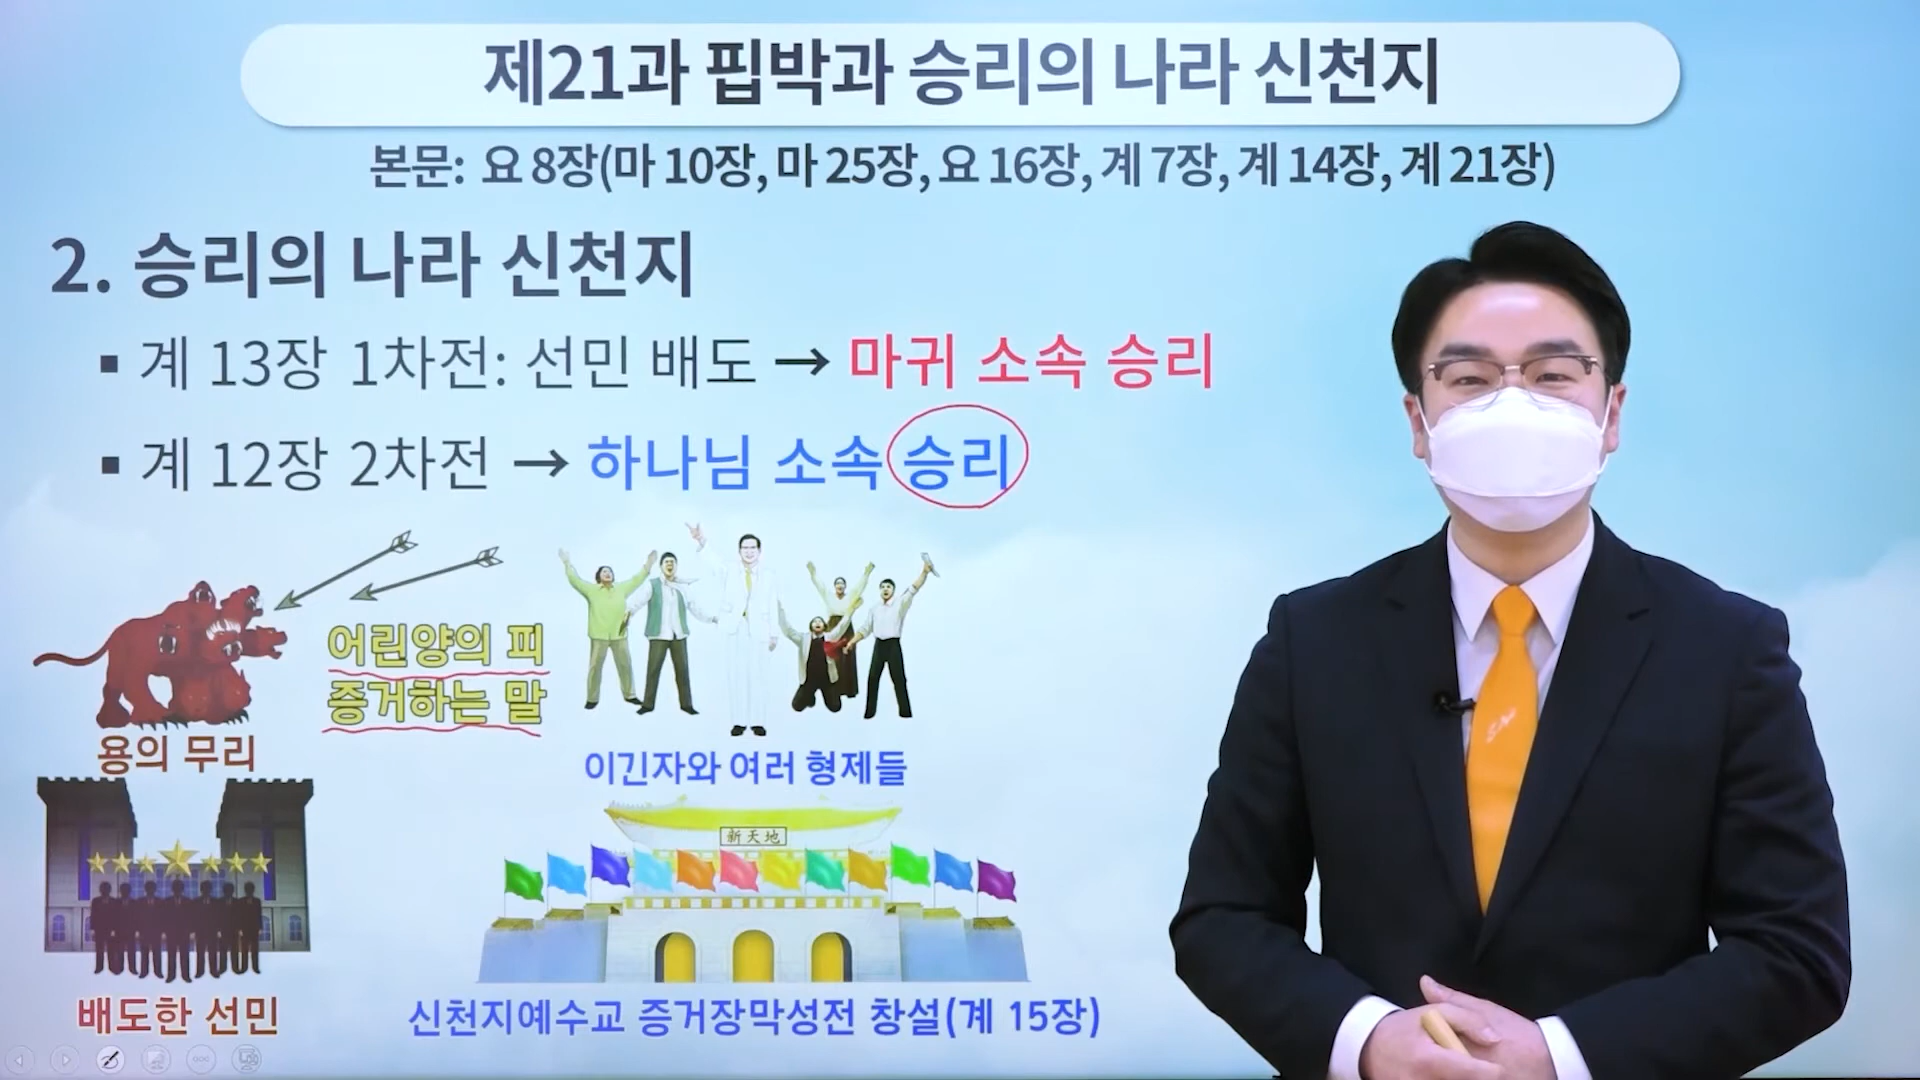 제21과 핍박과 승리의 나라 신천지
본문: 요 8장(마 10장, 마 25장, 요 16장, 계 7장, 계 14장, 계 21장)
2. 승리의 나라 신천지
▪ 계 13장 1차전: 선민 배도 → 마귀 소속 승리
▪ 계 12장 2차전 → 하나님 소속 승리
어린양의 피
증거하는 말
용의 무리
이긴자와 여러 형제들
新天地
배도한 선민
신천지예수교 증거장막성전 창설(계 15장)